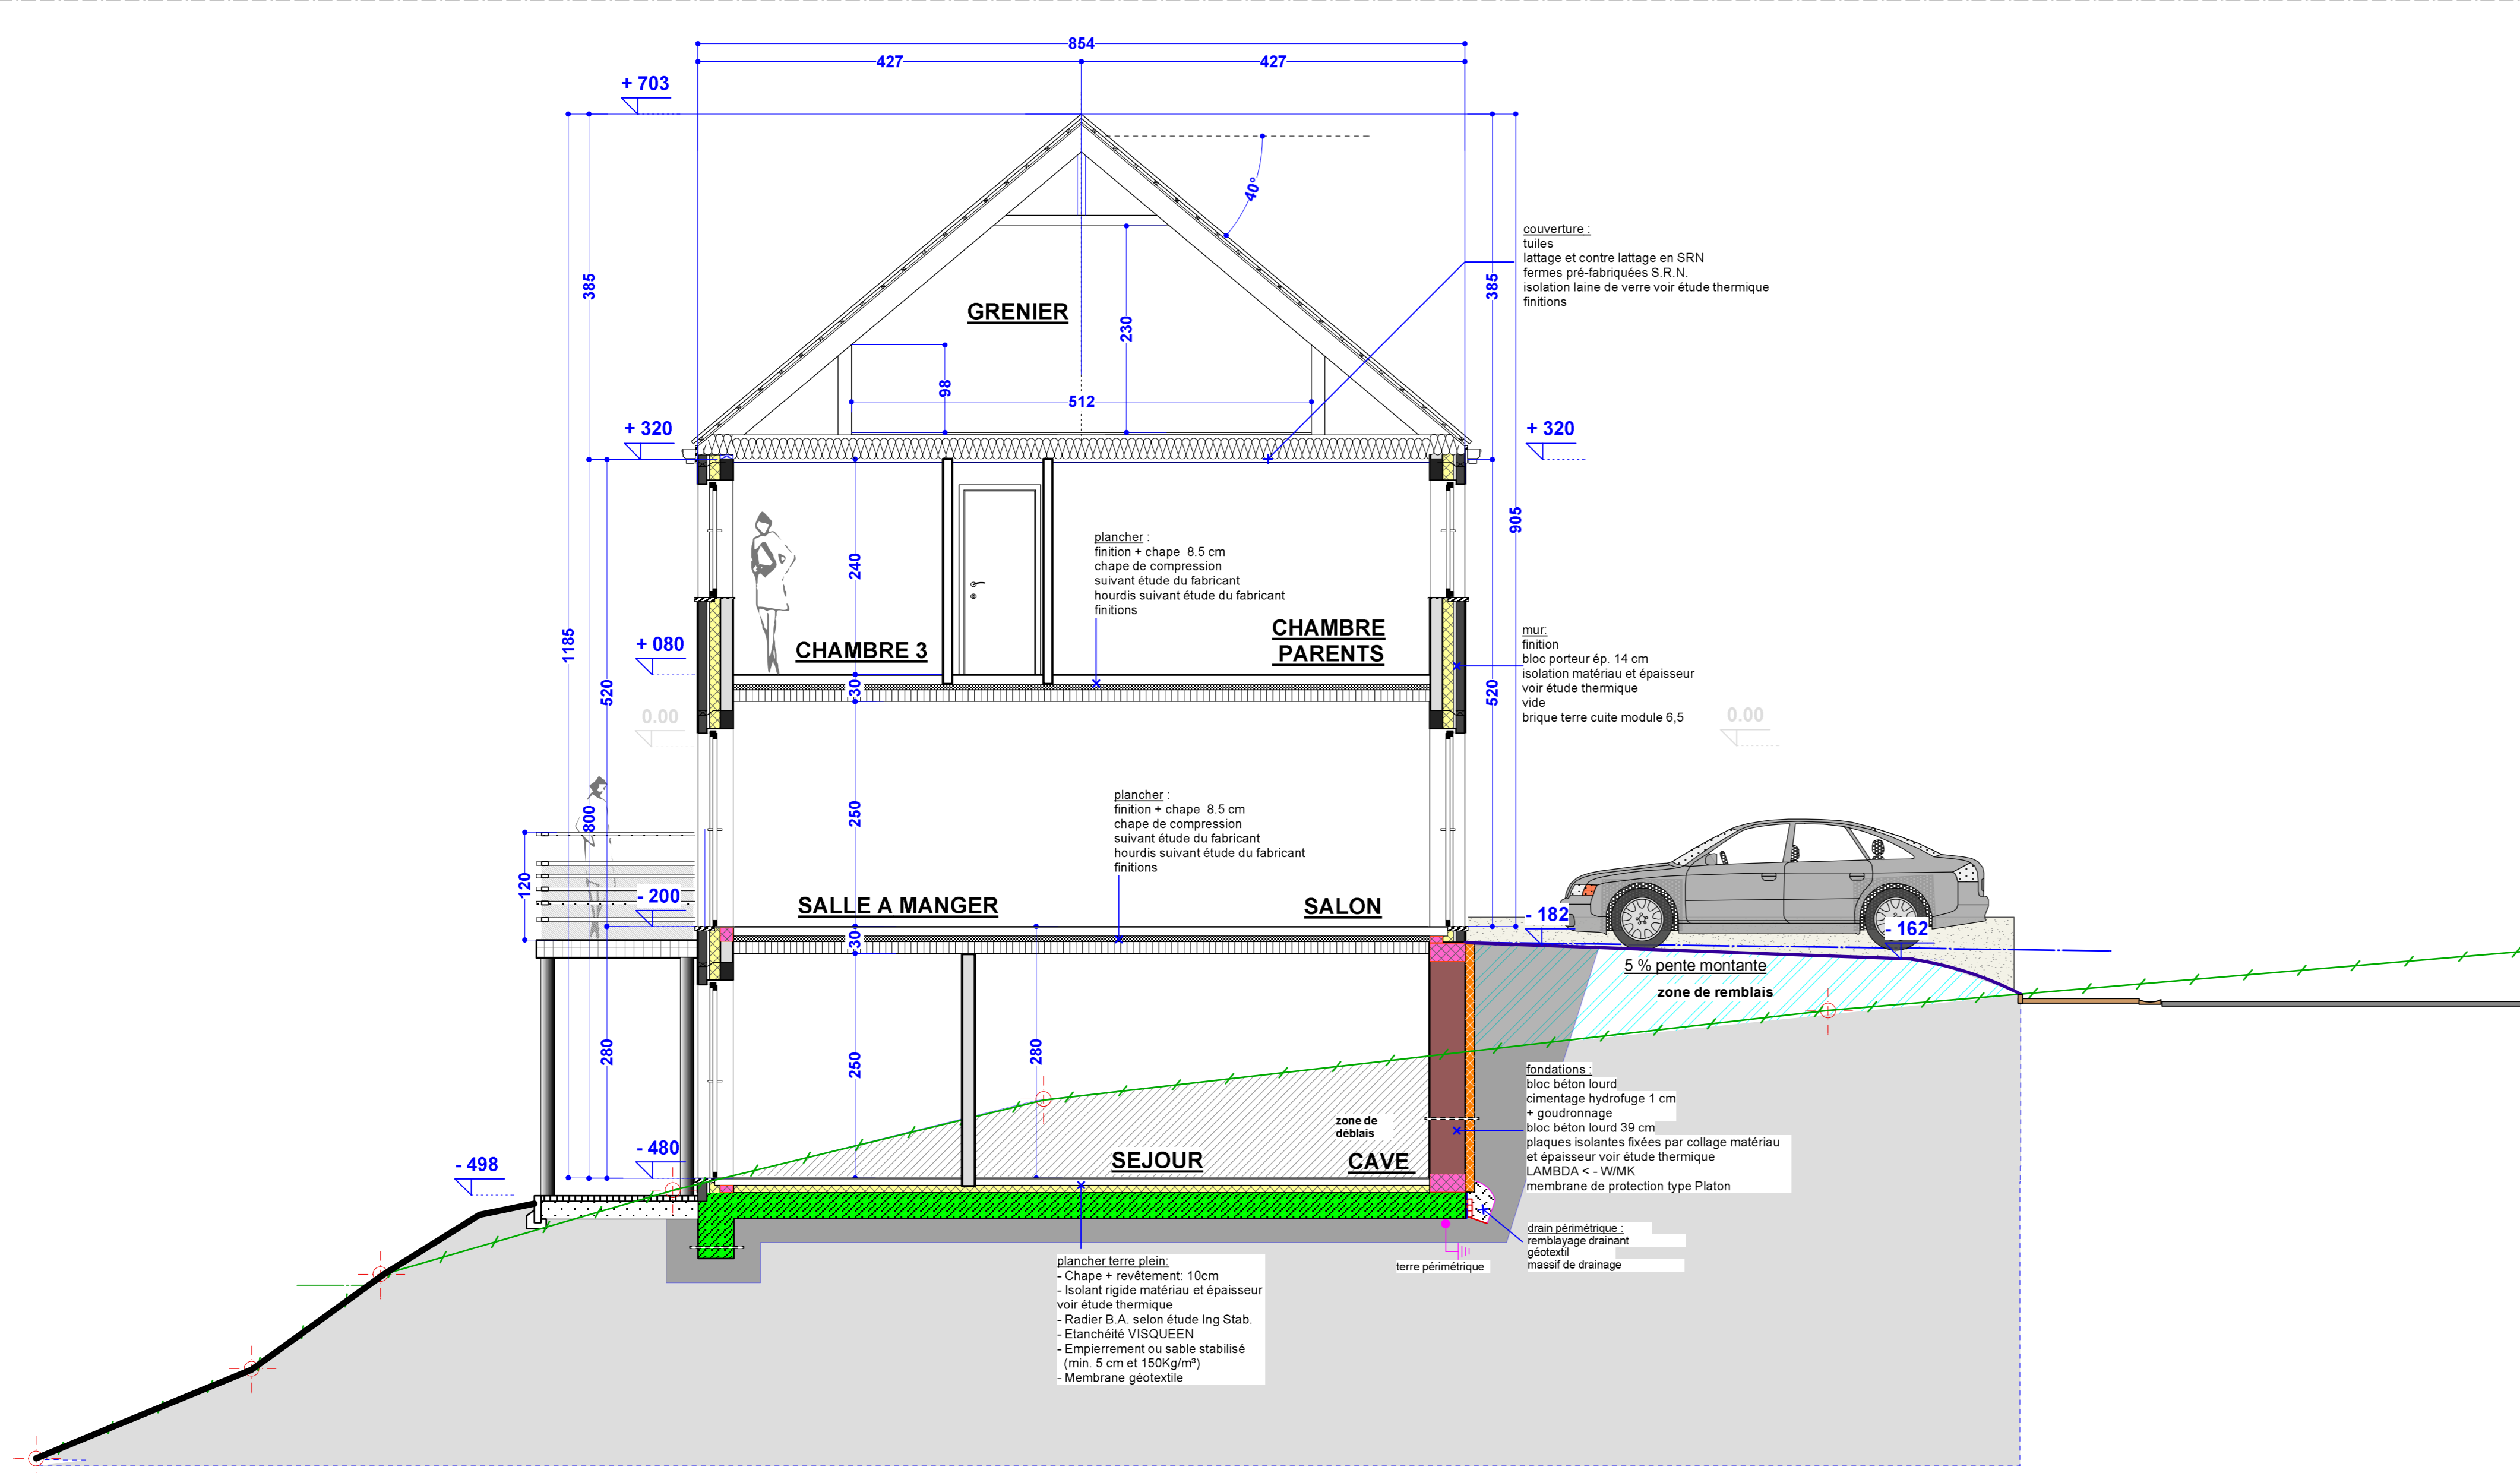 854
427
427
+ 703
40°
couverture :
tuiles
lattage et contre lattage en SRN
fermes pré-fabriquées S.R.N.
isolation laine de verre voir étude thermique
finitions
385
385
GRENIER
230
98
512
+ 320
+ 320
905
plancher :
finition + chape 8.5 cm
chape de compression
suivant étude du fabricant
hourdis suivant étude du fabricant
finitions
240
1185
+ 080
CHAMBRE 3
CHAMBRE
PARENTS
mur:
finition
bloc porteur ép. 14 cm
isolation matériau et épaisseur
voir étude thermique
vide
brique terre cuite module 6,5
520
30
520
0.00
0.00
plancher :
finition + chape 8.5 cm
chape de compression
suivant étude du fabricant
hourdis suivant étude du fabricant
finitions
800
250
120
- 200
SALLE A MANGER
SALON
- 182
- 162
30
5 % pente montante
zone de remblais
280
250
280
zone de
déblais
SEJOUR
CAVE
- 480
- 498
fondations :
bloc béton lourd
cimentage hydrofuge 1 cm
+ goudronnage
bloc béton lourd 39 cm
plaques isolantes fixées par collage matériau
et épaisseur voir étude thermique
LAMBDA < - W/MK
membrane de protection type Platon
drain périmétrique :
remblayage drainant
géotextil
massif de drainage
terre périmétrique
plancher terre plein:
- Chape + revêtement: 10cm
- Isolant rigide matériau et épaisseur
voir étude thermique
- Radier B.A. selon étude Ing Stab.
- Etanchéité VISQUEEN
- Empierrement ou sable stabilisé
(min. 5 cm et 150Kg/m³)
- Membrane géotextile